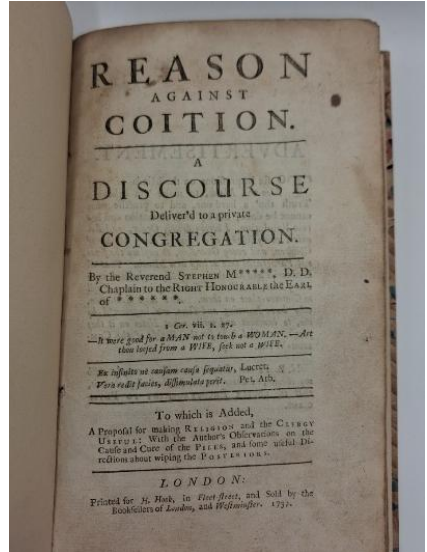 REASON
AGAINST
COITION.
A
DISCOURSE
Deliver'd to a private
CONGREGATION.
By the Reverend STEPHEN M*****, D. D.
Chaplain to the RIGHT HONOURABLE the EARL
of ******.
1 Cor. vii. 1. 27.
—It were good for a MAN not to touch a WOMAN. —Art
thou loosed from a WIFE, seek not a WIFE.
Ex infinito ne causam causa sequatur, Lucret.
Vera redit facies, dissimulata perit. Pet. Arb.
To which is Added,
A Proposal for making RELIGION and the CLERGY
USEFUL: With the Author's Observations on the
Cause and Cure of the PILES, and some useful Di-
rections about wiping the POSTERIORS.
LONDON:
Printed for H. Hook, in Fleet-street, and Sold by the
Booksellers of London, and Westminster. 1732.